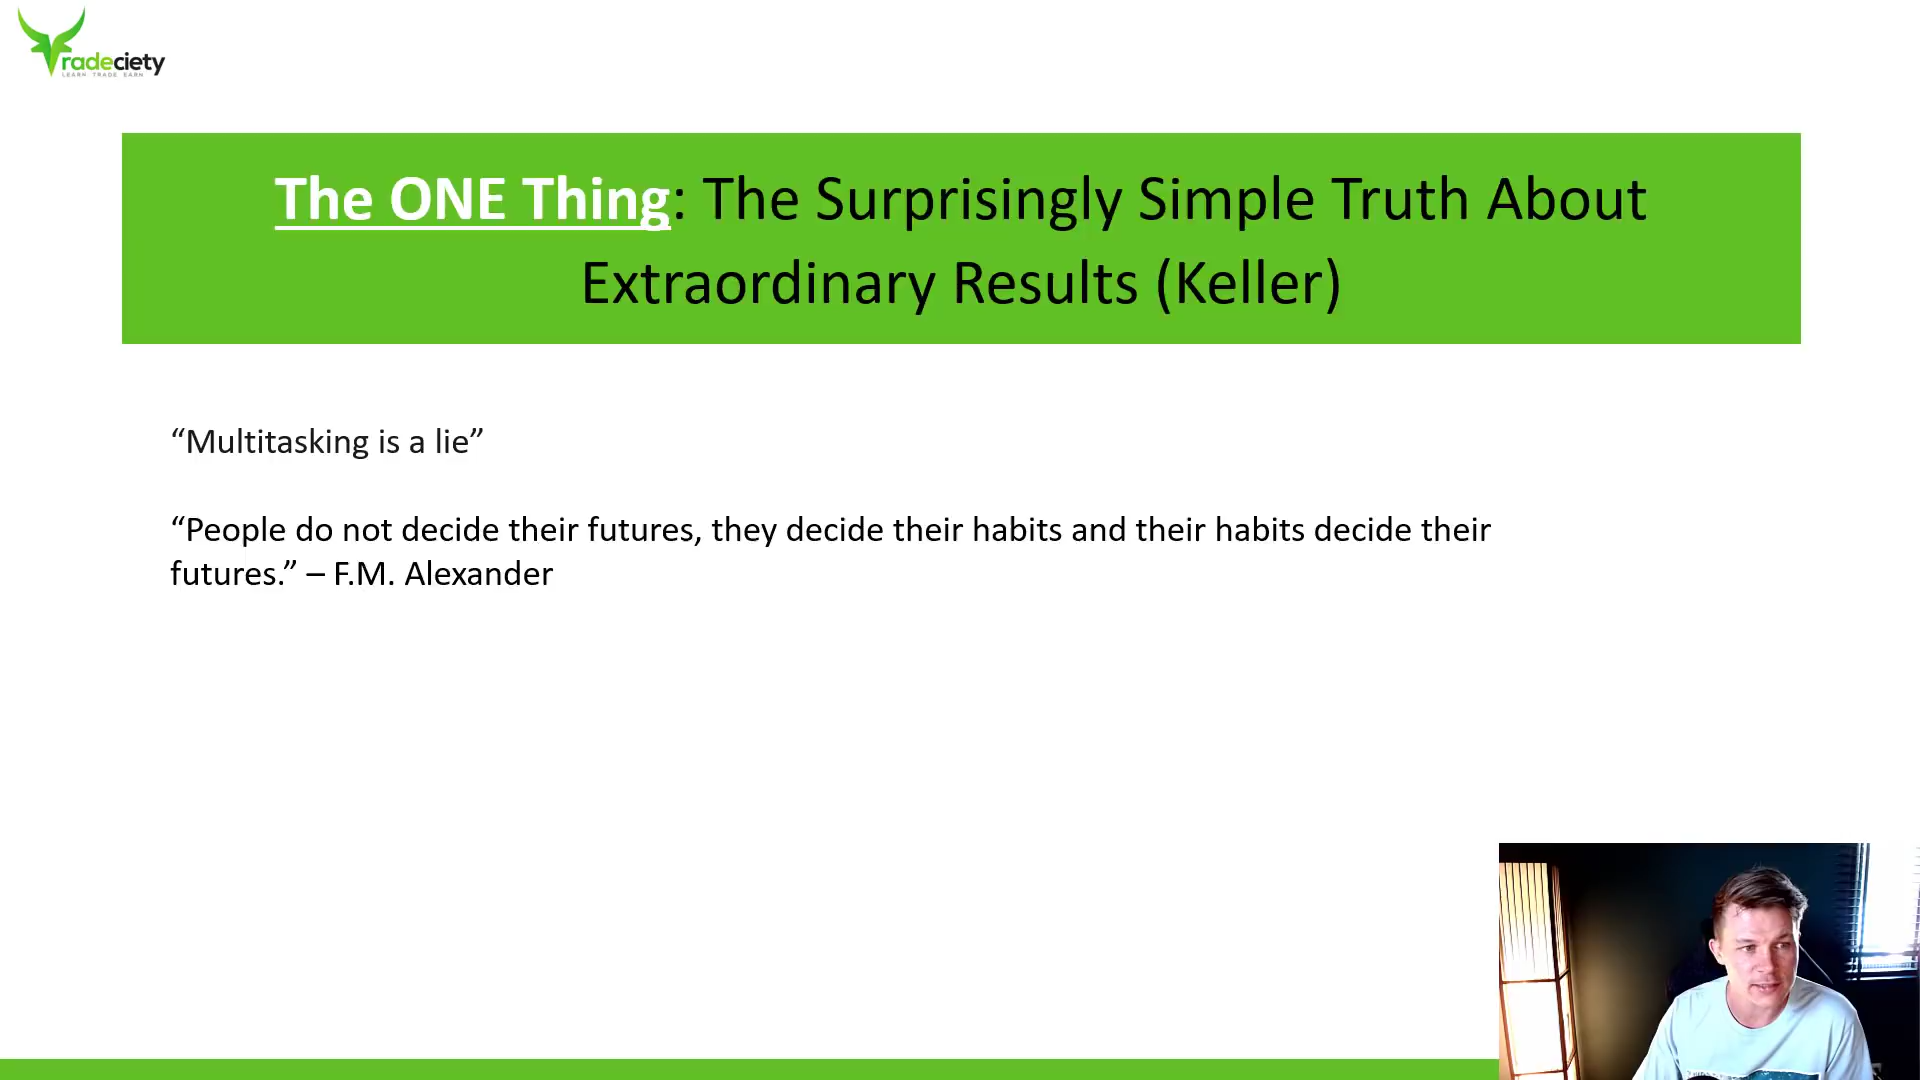 Tradeciety
LEARN TRADE EARN
The ONE Thing: The Surprisingly Simple Truth About
Extraordinary Results (Keller)
“Multitasking is a lie”
“People do not decide their futures, they decide their habits and their habits decide their
futures.” – F.M. Alexander